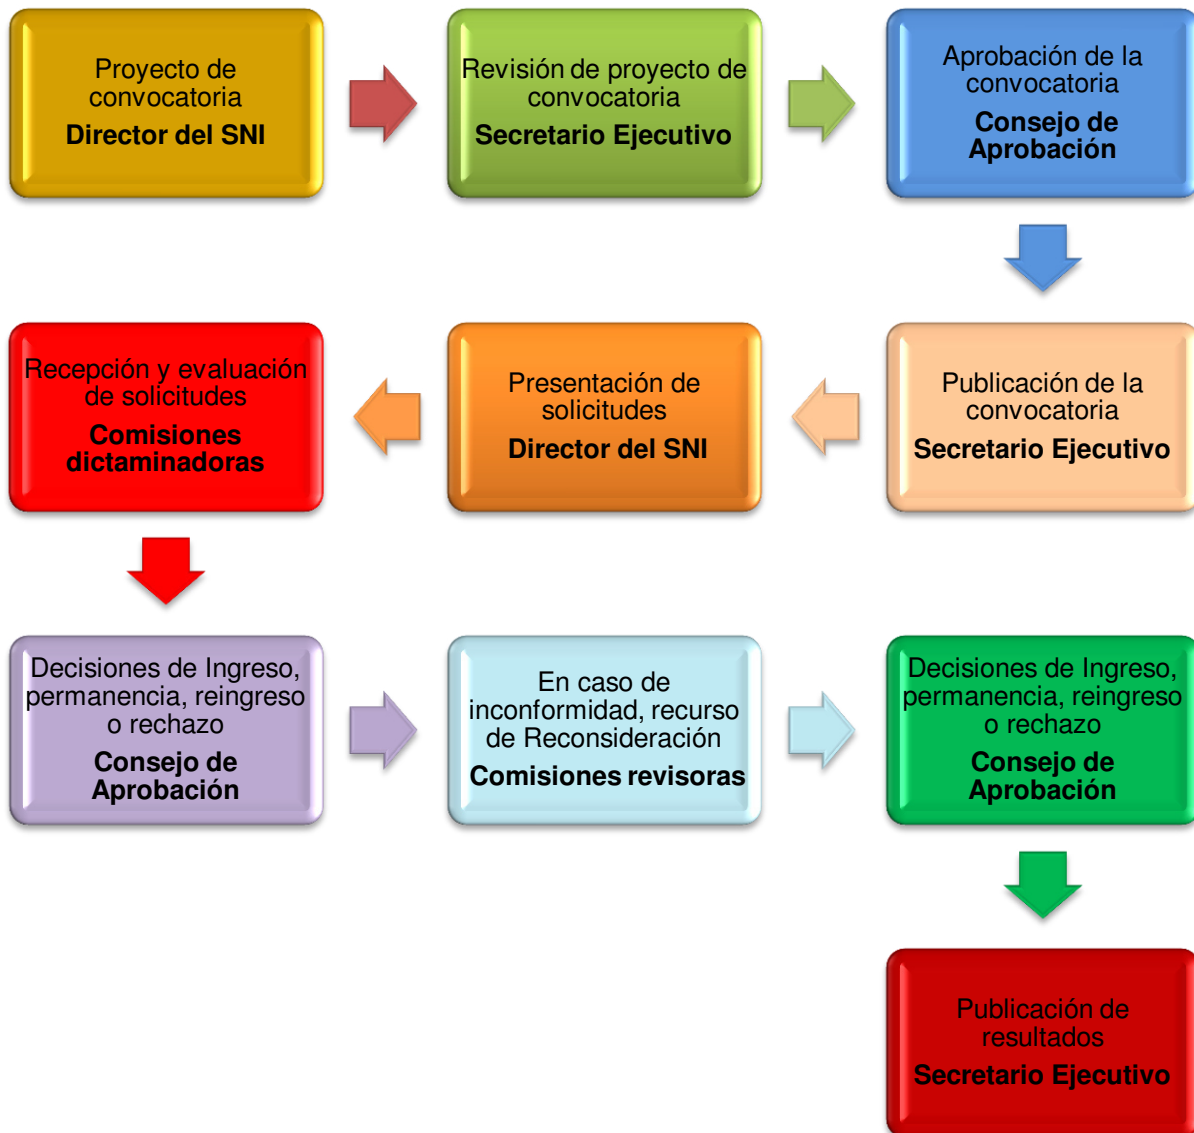 Proyecto de
convocatoria
Director del SNI
Revisión de proyecto de
convocatoria
Secretario Ejecutivo
Aprobación de la
convocatoria
Consejo de
Aprobación
Publicación de la
convocatoria
Secretario Ejecutivo
Presentación de
solicitudes
Director del SNI
Recepción y evaluación
de solicitudes
Comisiones
dictaminadoras
Decisiones de Ingreso,
permanencia, reingreso
o rechazo
Consejo de
Aprobación
En caso de
inconformidad, recurso
de Reconsideración
Comisiones revisoras
Decisiones de Ingreso,
permanencia, reingreso
o rechazo
Consejo de
Aprobación
Publicación de
resultados
Secretario Ejecutivo